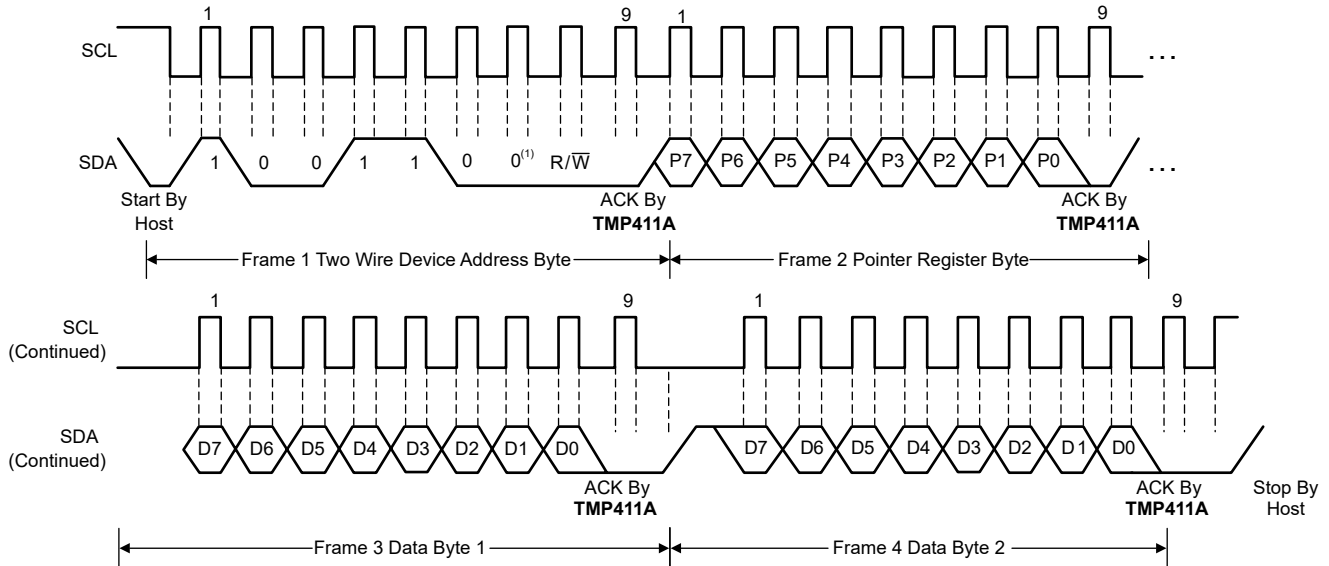 1 9 1 9
SCL
. . .
SDA
1 0 0 1 1 0 0(1) R/W̅ P7 P6 P5 P4 P3 P2 P1 P0
. . .
Start By
Host
ACK By
TMP411A
ACK By
TMP411A
Frame 1 Two Wire Device Address Byte
Frame 2 Pointer Register Byte
1 9 1 9
SCL
(Continued)
SDA
(Continued)
D7 D6 D5 D4 D3 D2 D1 D0 D7 D6 D5 D4 D3 D2 D1 D0
ACK By
TMP411A
ACK By
TMP411A
Stop By
Host
Frame 3 Data Byte 1
Frame 4 Data Byte 2